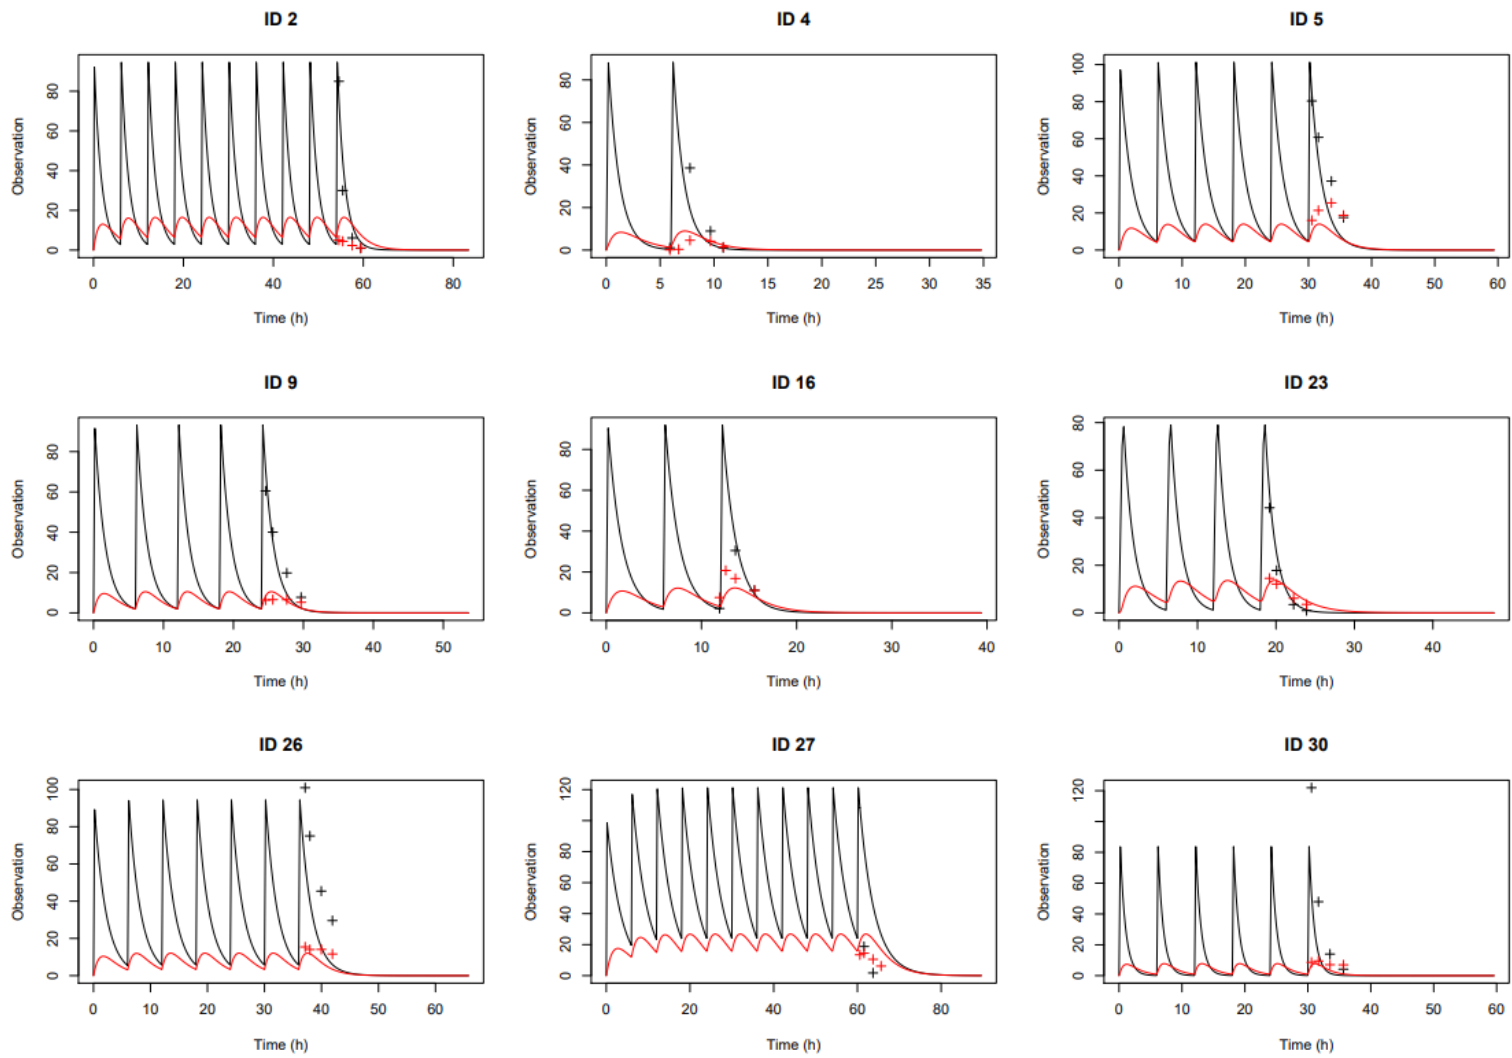 ID 2
Observation
80
60
40
20
0
0 20 40 60 80
Time (h)
ID 4
Observation
80
60
40
20
0
0 5 10 15 20 25 30 35
Time (h)
ID 5
Observation
100
80
60
40
20
0
0 10 20 30 40 50 60
Time (h)
ID 9
Observation
80
60
40
20
0
0 10 20 30 40 50
Time (h)
ID 16
Observation
80
60
40
20
0
0 10 20 30 40
Time (h)
ID 23
Observation
80
60
40
20
0
0 10 20 30 40
Time (h)
ID 26
Observation
100
80
60
40
20
0
0 10 20 30 40 50 60
Time (h)
ID 27
Observation
120
80
60
40
20
0
0 20 40 60 80
Time (h)
ID 30
Observation
120
80
60
40
20
0
0 10 20 30 40 50 60
Time (h)